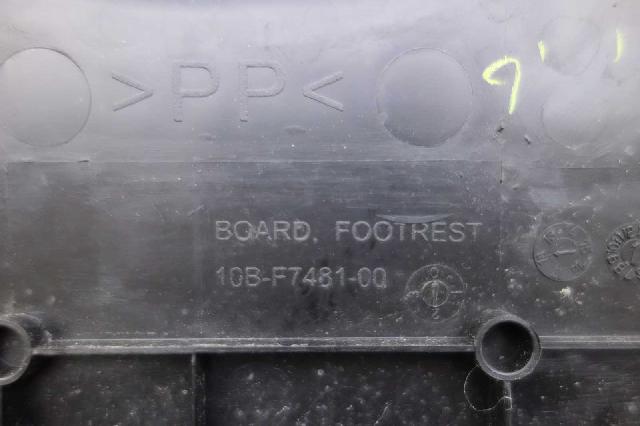 >PP<
BOARD, FOOTREST
10B-F7481-00